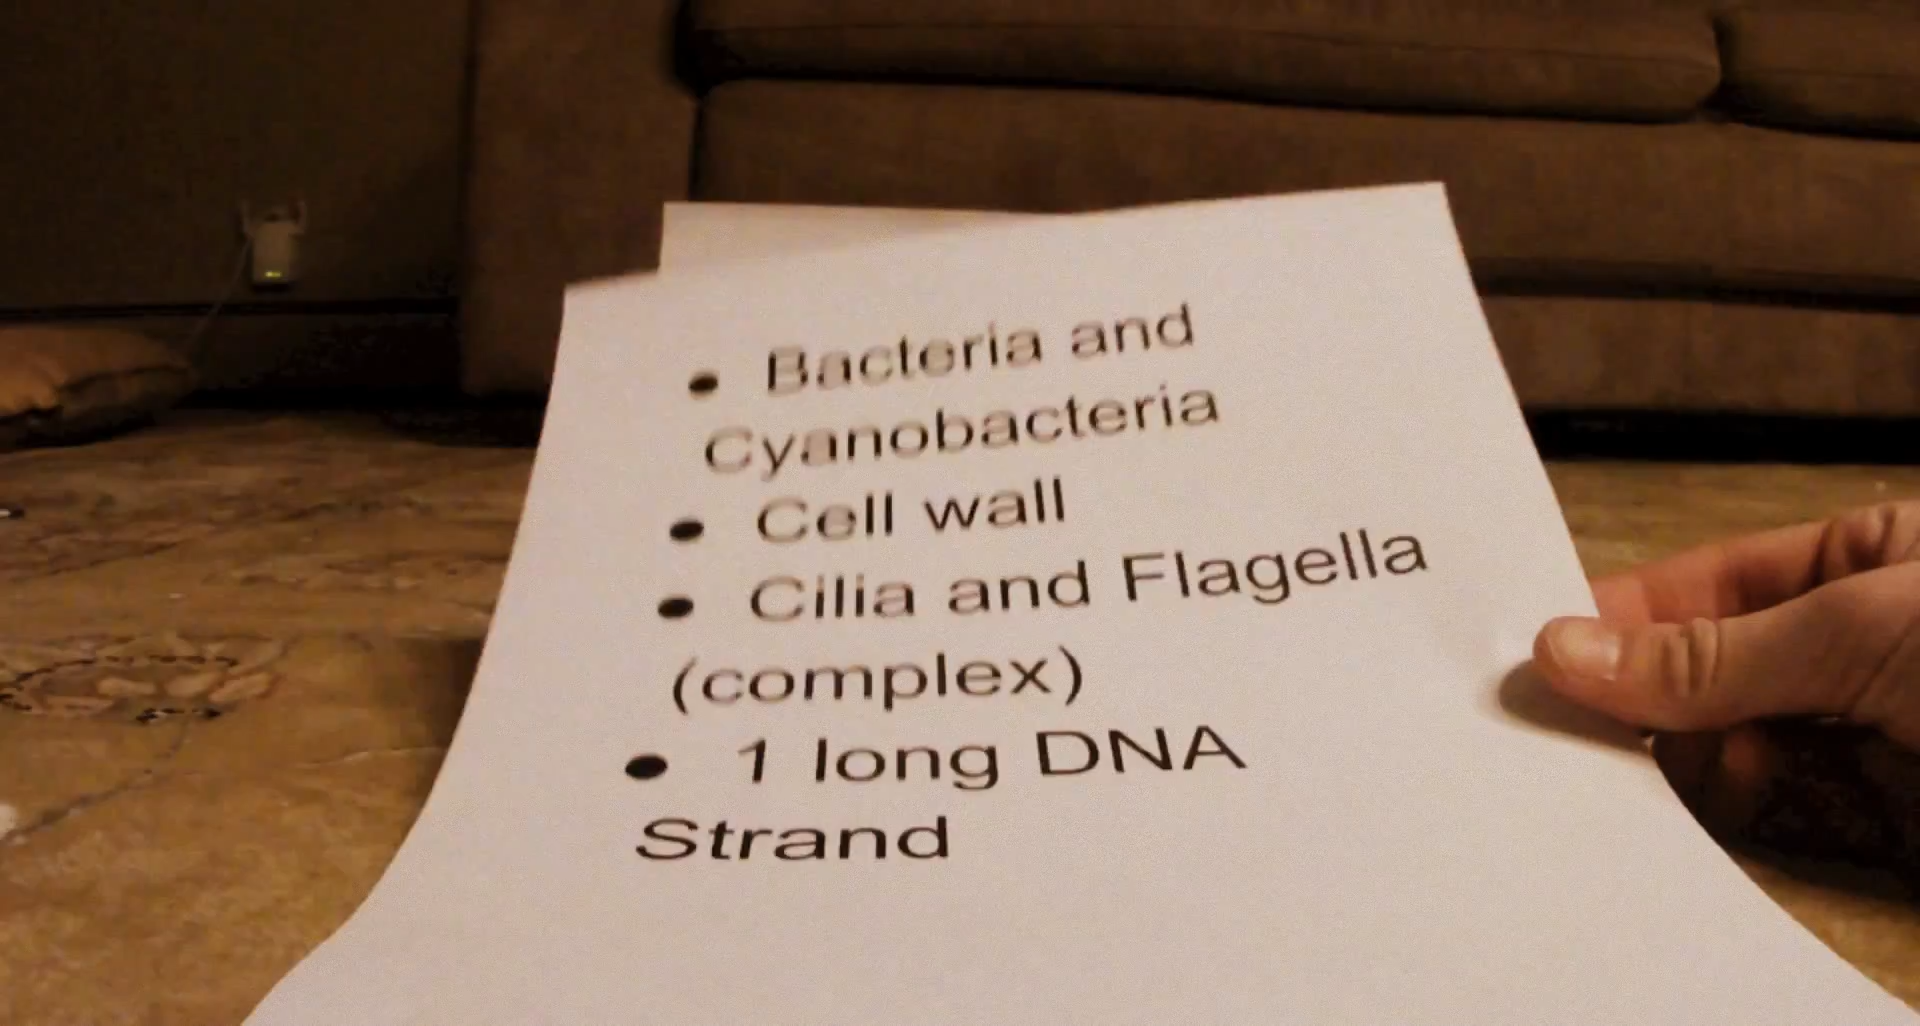 • Bacteria and
Cyanobacteria
• Cell wall
• Cilia and Flagella
(complex)
• 1 long DNA
Strand